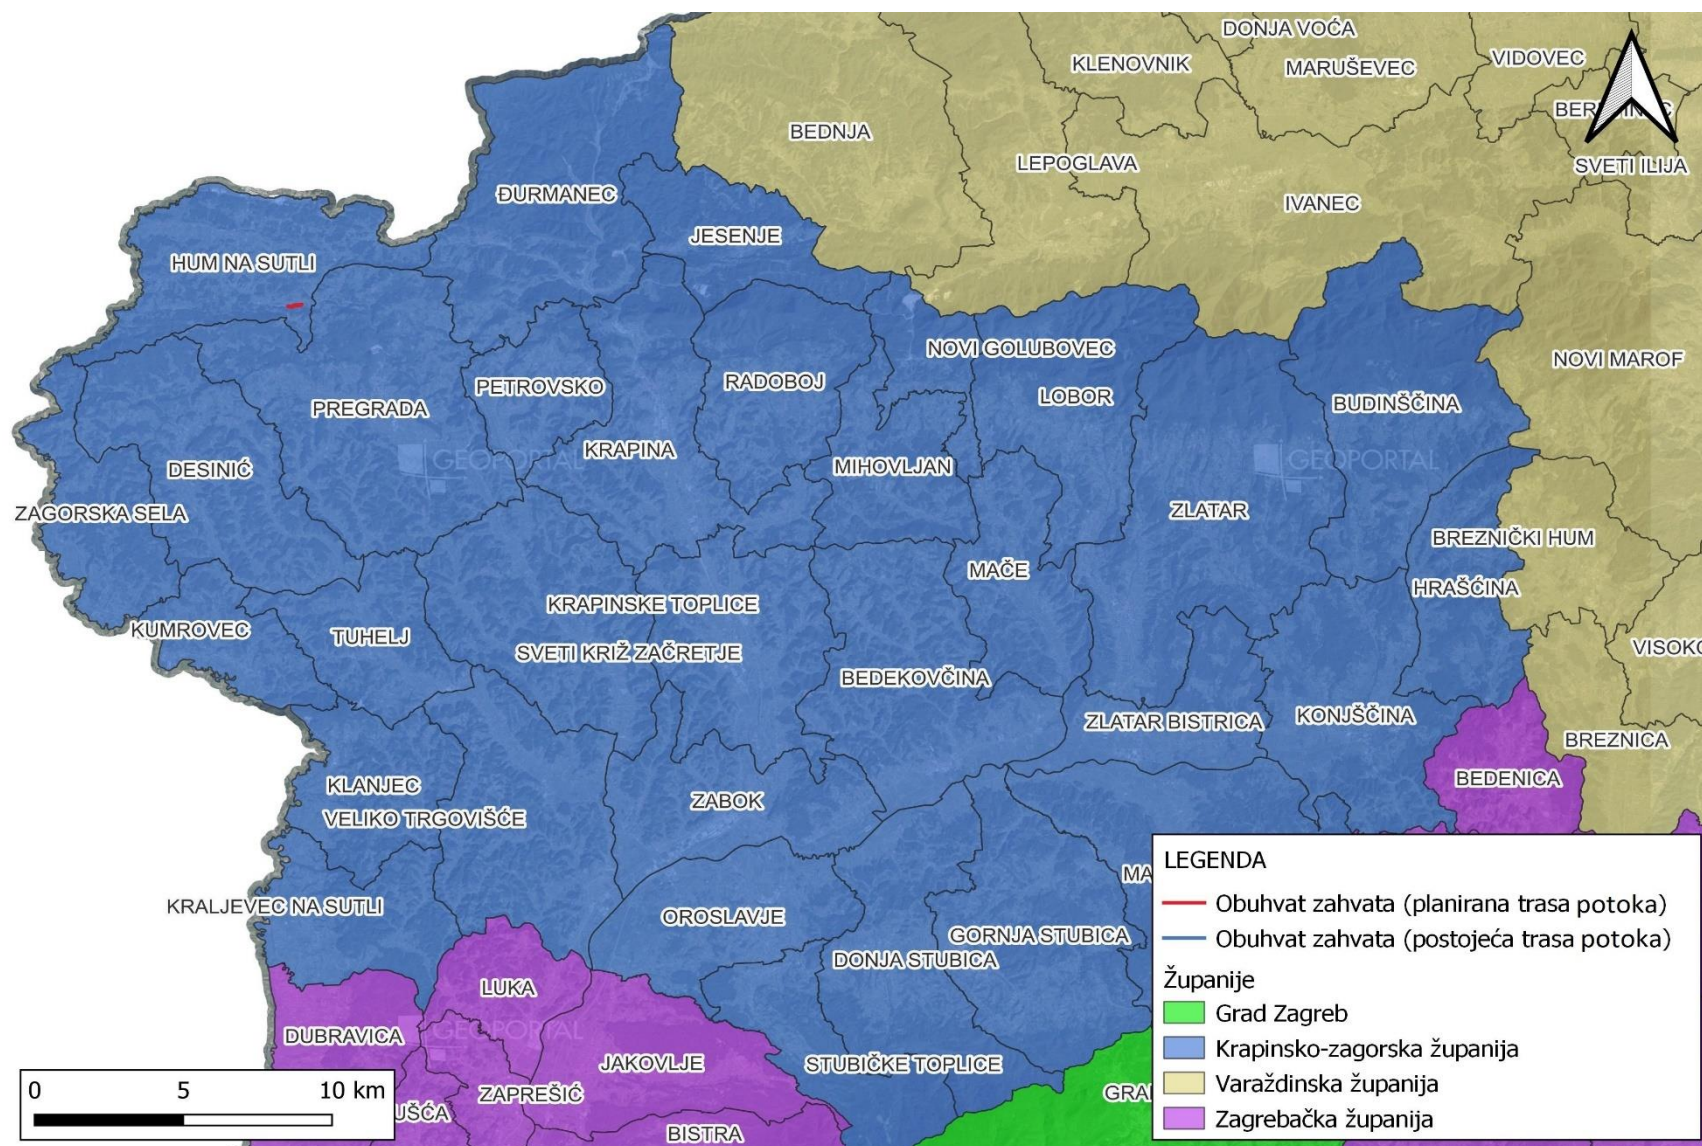 DONJA VOĆA
KLENOVNIK
MARUŠEVEC
VIDOVEC
BEDNJA
LEPOGLAVA
SVETI ILIJA
ĐURMANEC
IVANEC
JESENJE
HUM NA SUTLI
NOVI GOLUBOVEC
NOVI MAROF
PETROVSKO
RADOBOJ
LOBOR
BUDINŠČINA
PREGRADA
KRAPINA
GEOPORTAL
GEOPORTAL
MIHOVLJAN
DESINIĆ
ZAGORSKA SELA
ZLATAR
BREZNIČKI HUM
MAČE
HRAŠĆINA
KRAPINSKE TOPLICE
KUMROVEC
TUHELJ
SVETI KRIŽ ZAČRETJE
VISOKO
BEDEKOVČINA
ZLATAR BISTRICA
KONJŠČINA
BREZNICA
KLANJEC
ZABOK
BEDENICA
VELIKO TRGOVIŠĆE
KRALJEVEC NA SUTLI
OROSLAVJE
GORNJA STUBICA
DONJA STUBICA
MA
LUKA
DUBRAVICA
GEOPORTAL
JAKOVLJE
STUBIČKE TOPLICE
ZAPREŠIĆ
GRA
UŠĆA
BISTRA
LEGENDA
Obuhvat zahvata (planirana trasa potoka)
Obuhvat zahvata (postojeća trasa potoka)
Županije
Grad Zagreb
Krapinsko-zagorska županija
Varaždinska županija
Zagrebačka županija
0 5 10 km